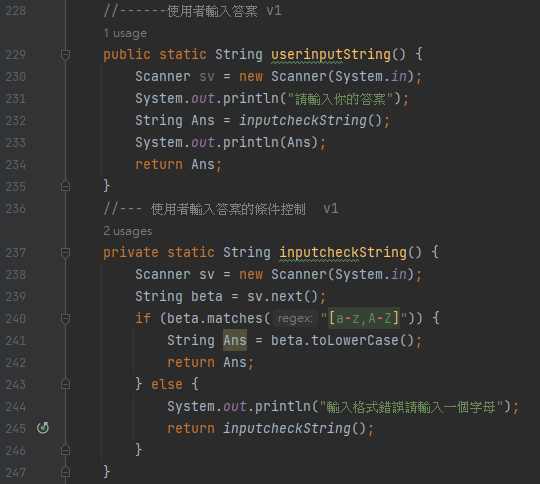 228 //------使用者輸入答案 v1
1 usage
229 public static String userinputString() {
230 Scanner sv = new Scanner(System.in);
231 System.out.println("請輸入你的答案");
232 String Ans = inputcheckString();
233 System.out.println(Ans);
234 return Ans;
235 }
236 //--- 使用者輸入答案的條件控制  v1
2 usages
237 private static String inputcheckString() {
238 Scanner sv = new Scanner(System.in);
239 String beta = sv.next();
240 if (beta.matches( regex: "[a-z,A-Z]")) {
241 String Ans = beta.toLowerCase();
242 return Ans;
243 } else {
244 System.out.println("輸入格式錯誤請輸入一個字母");
245 return inputcheckString();
246 }
247 }